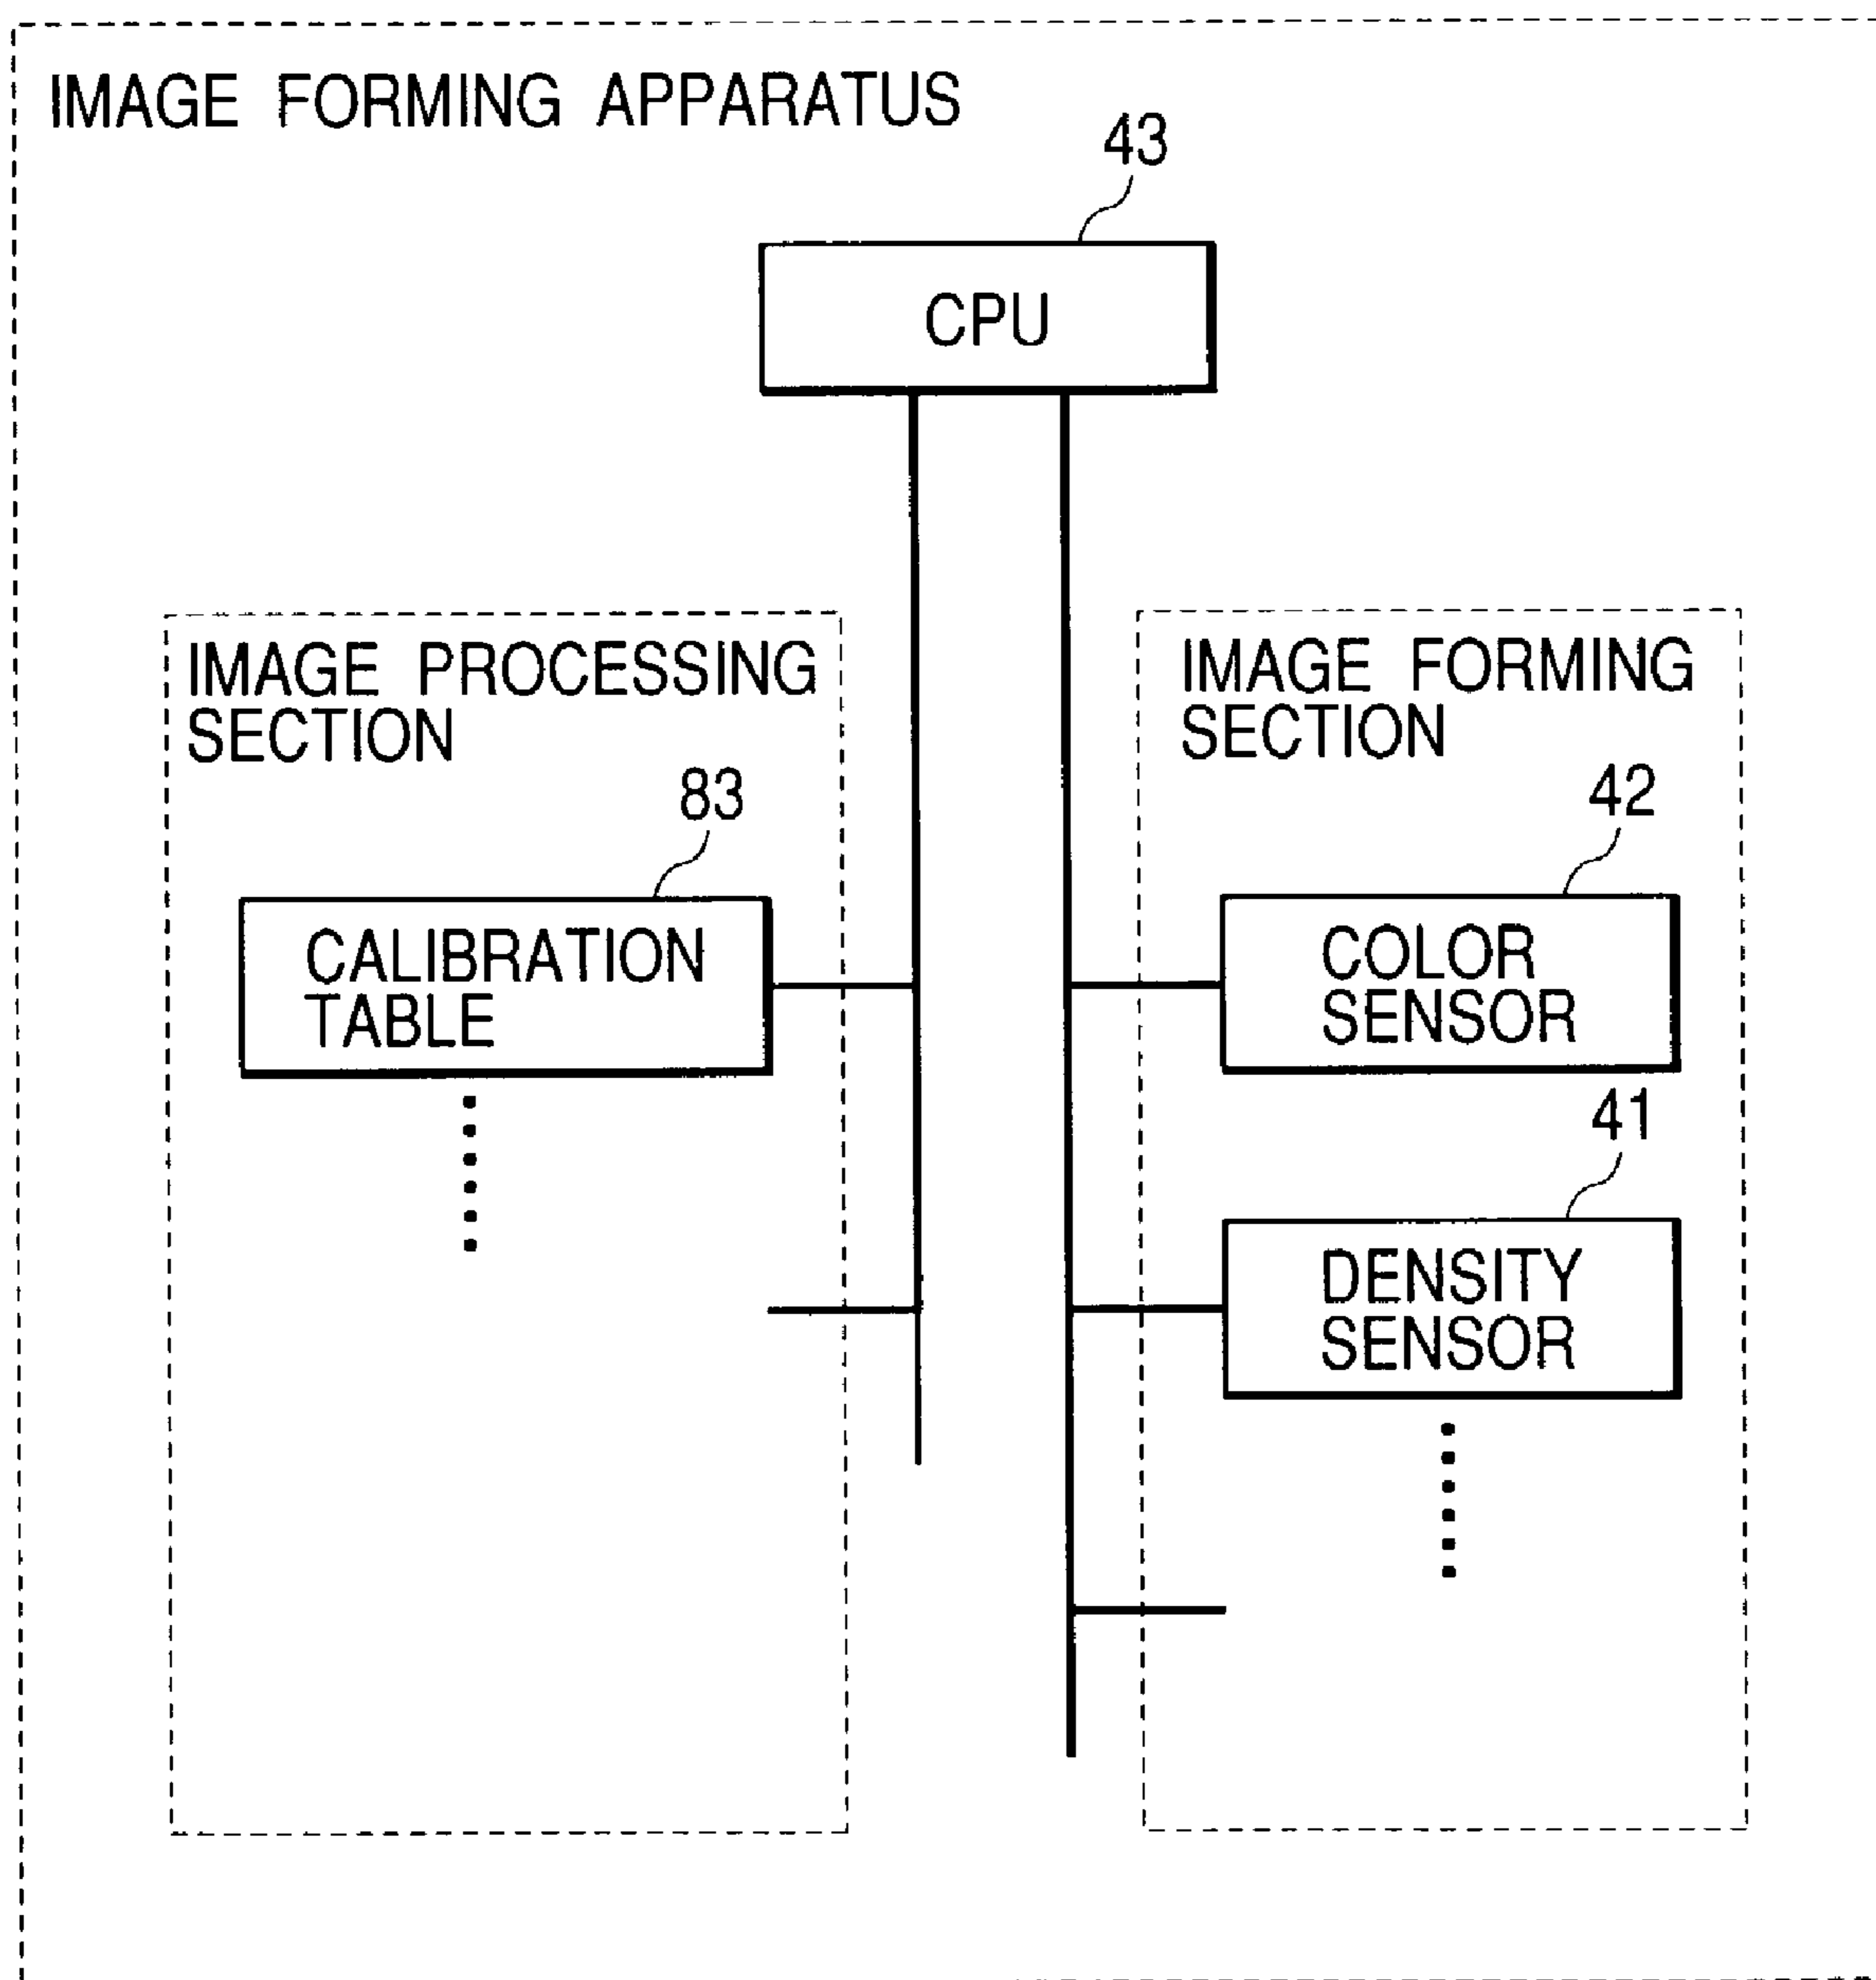 IMAGE FORMING APPARATUS
43
CPU
IMAGE PROCESSING
SECTION
83
CALIBRATION
TABLE
IMAGE FORMING
SECTION
42
COLOR
SENSOR
41
DENSITY
SENSOR